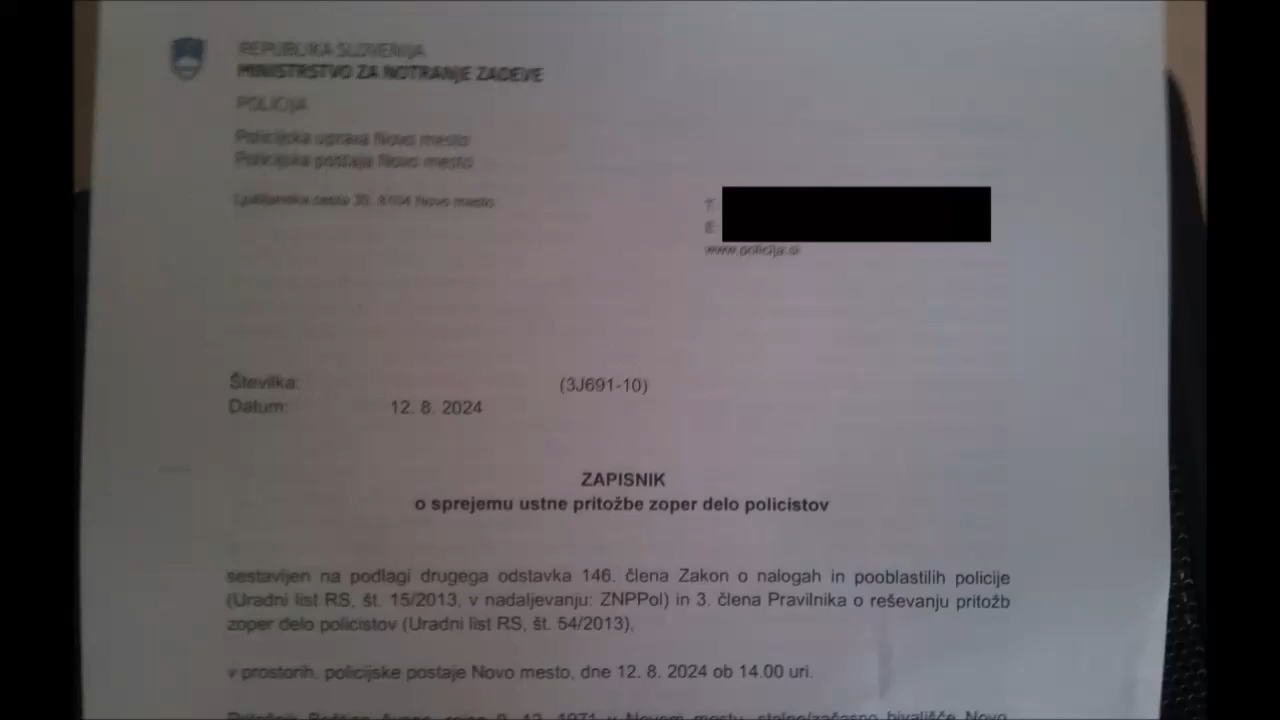 REPUBLIKA SLOVENIJA
MINISTRSTVO ZA NOTRANJE ZADEVE
POLICIJA
Policijska uprava Novo mesto
Policijska postaja Novo mesto
Ljubljanska cesta 30, 8104 Novo mesto
T:
E:
www.policija.si
Številka: (3J691-10)
Datum: 12. 8. 2024
ZAPISNIK
o sprejemu ustne pritožbe zoper delo policistov
sestavljen na podlagi drugega odstavka 146. člena Zakon o nalogah in pooblastilih policije
(Uradni list RS, št. 15/2013, v nadaljevanju: ZNPPol) in 3. člena Pravilnika o reševanju pritožb
zoper delo policistov (Uradni list RS, št. 54/2013),
v prostorih, policijske postaje Novo mesto, dne 12. 8. 2024 ob 14.00 uri.